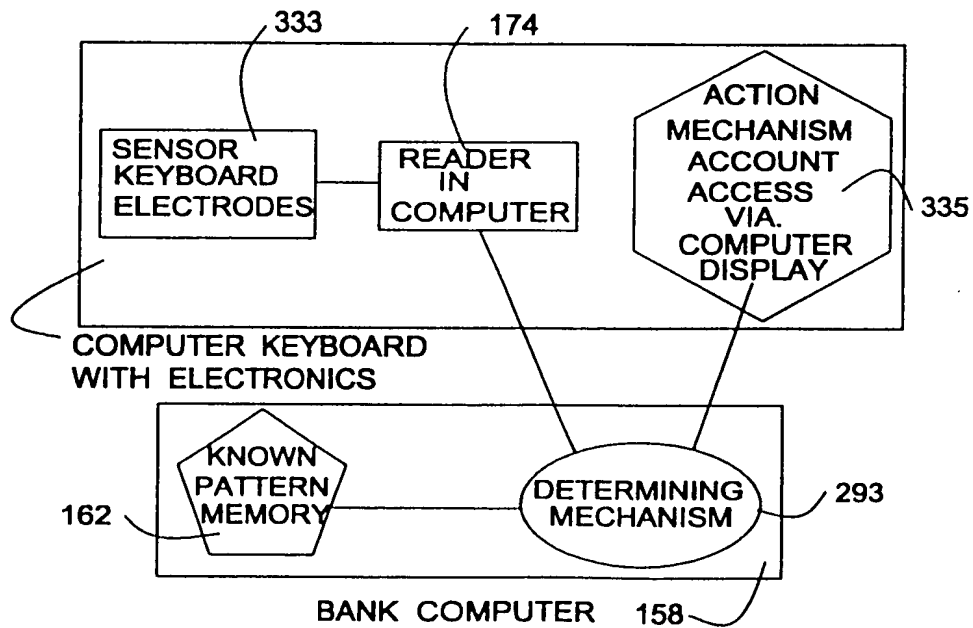 333
174
SENSOR
KEYBOARD
ELECTRODES
READER
IN
COMPUTER
ACTION
MECHANISM
ACCOUNT
ACCESS
VIA.
COMPUTER
DISPLAY
335
COMPUTER KEYBOARD
WITH ELECTRONICS
KNOWN
PATTERN
MEMORY
162
DETERMINING
MECHANISM
293
BANK COMPUTER
158